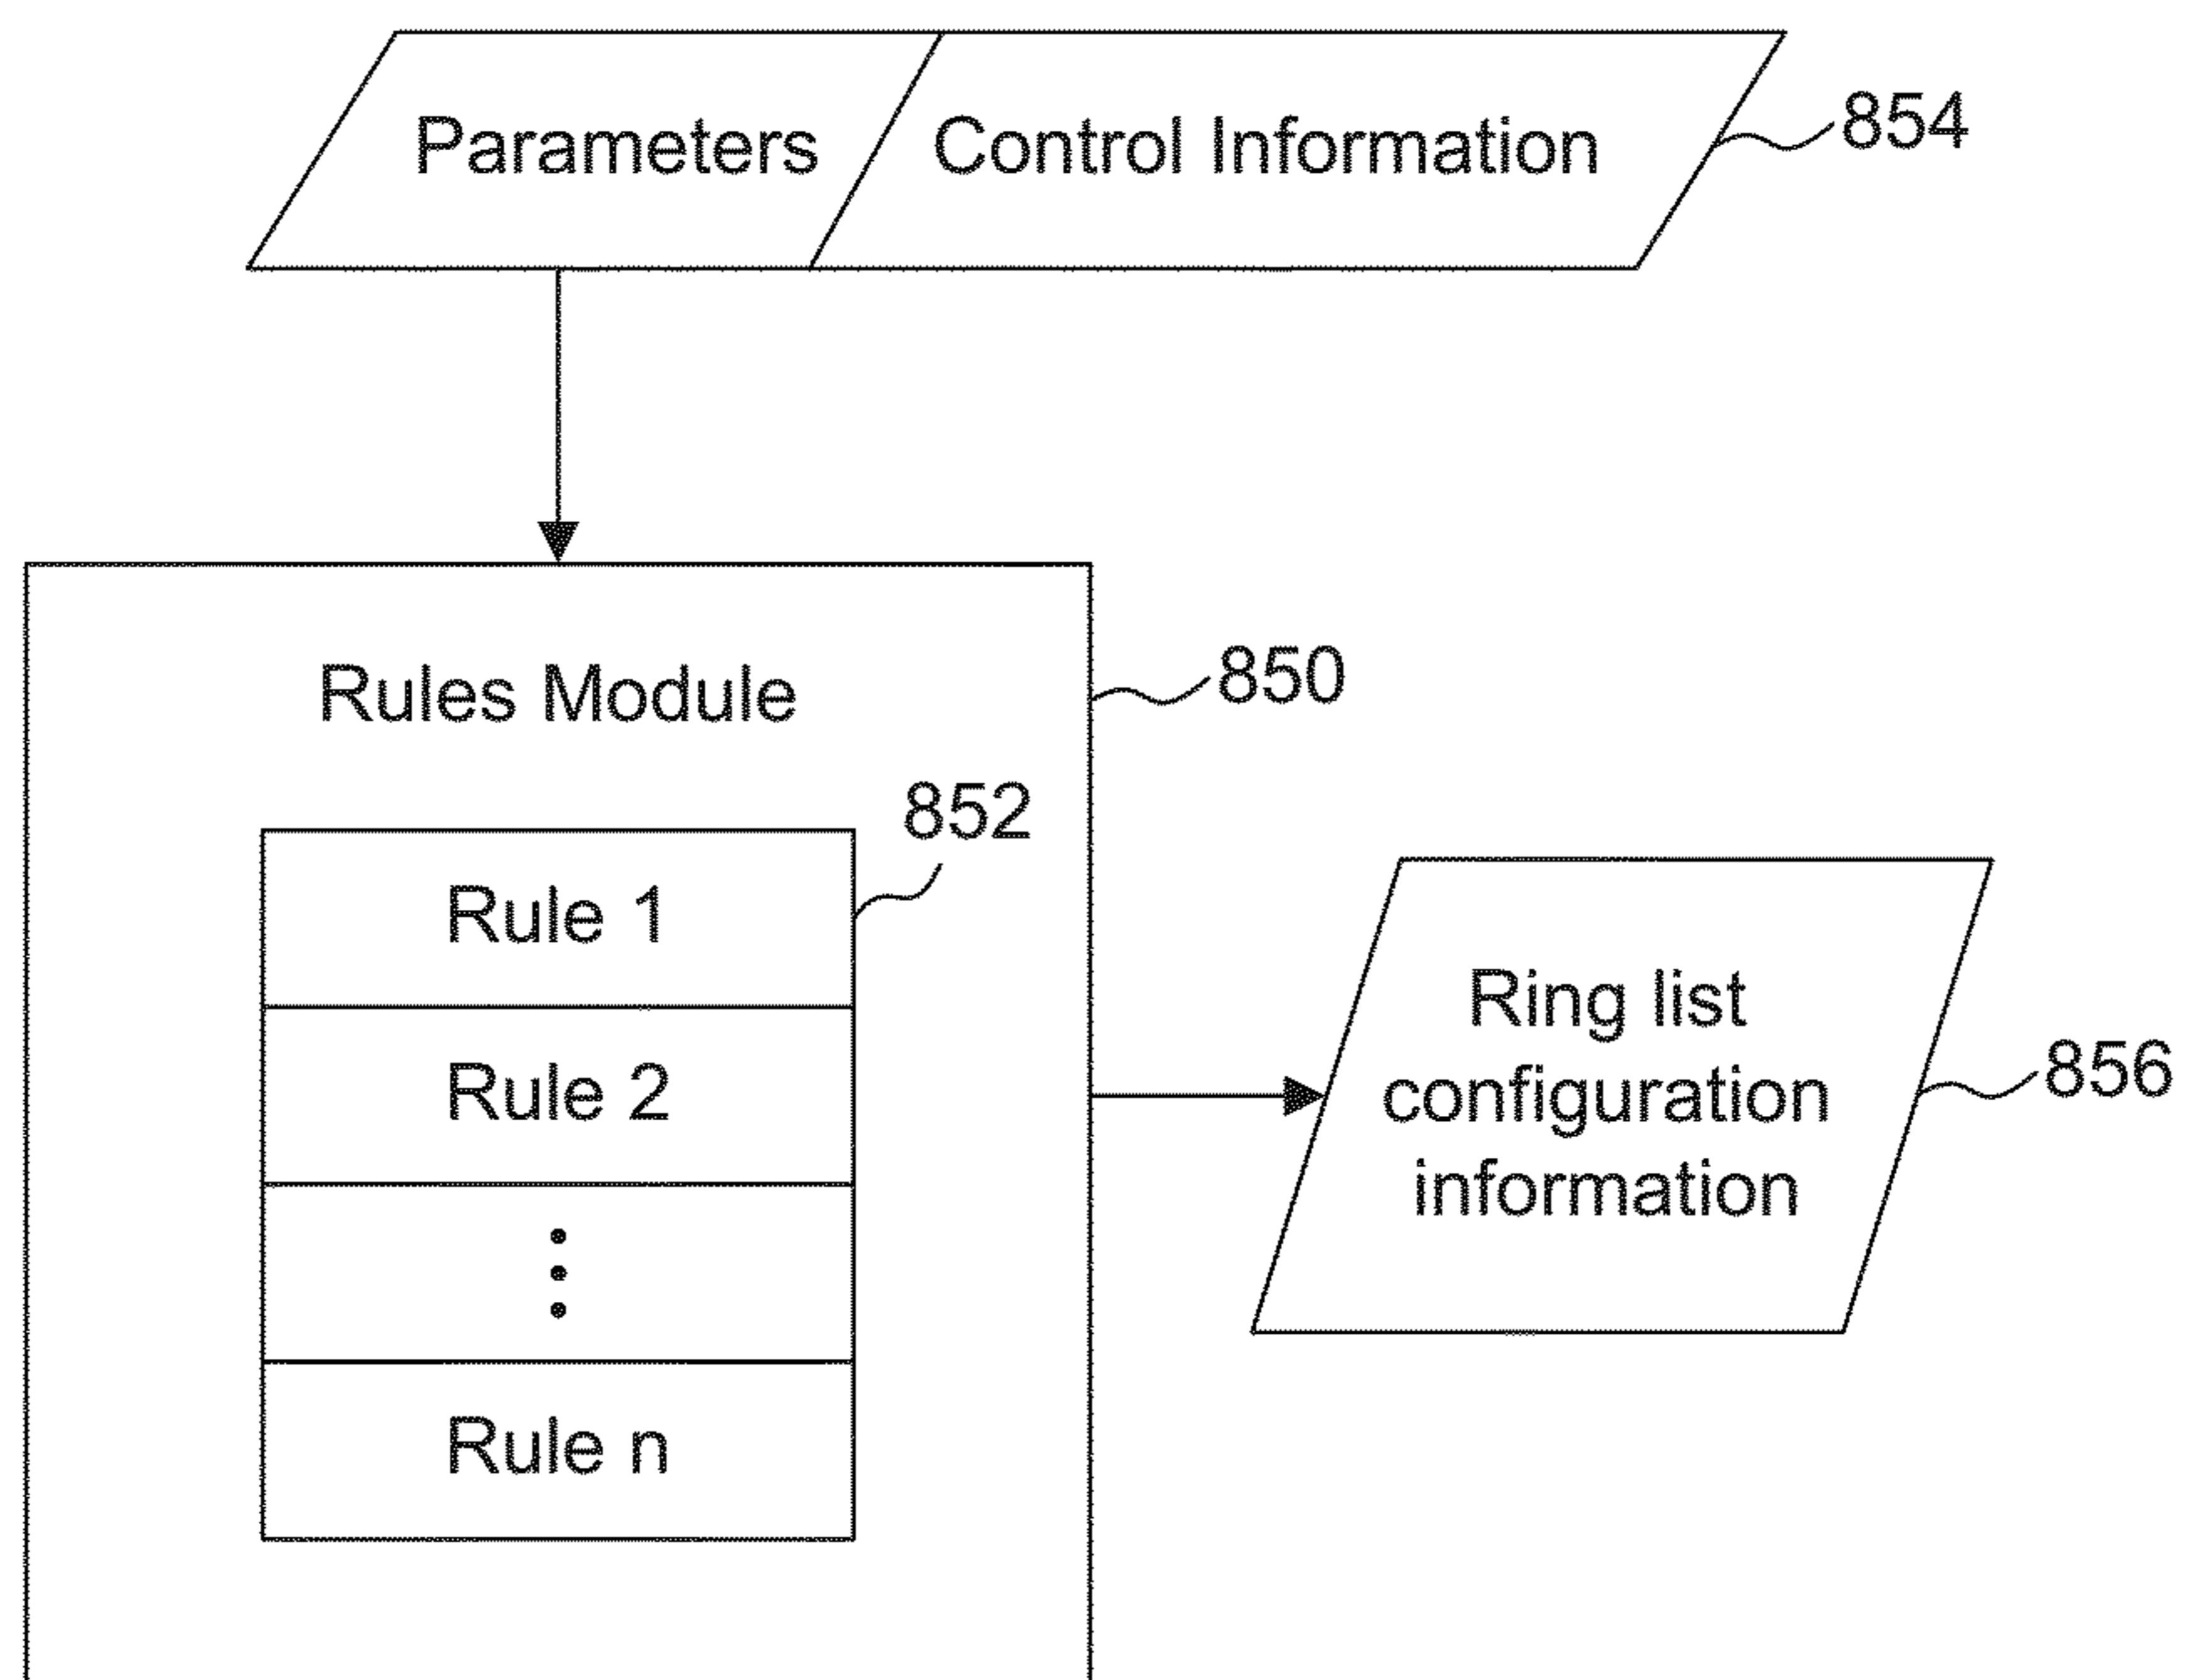 Parameters
Control Information
854
Rules Module
850
852
Rule 1
Rule 2
Rule n
Ring list
configuration
information
856